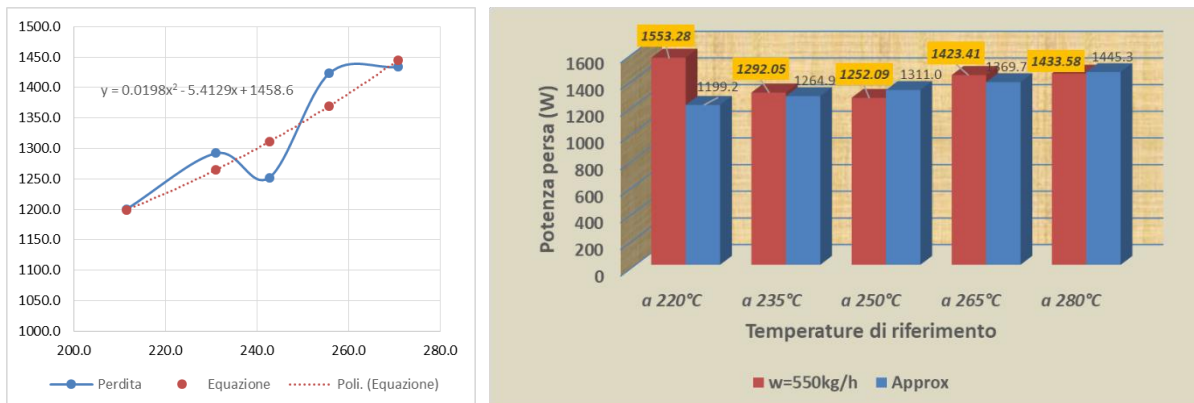 1500.0
1450.0
1400.0
1350.0
1300.0
1250.0
1200.0
1150.0
1100.0
1050.0
1000.0
y = 0.0198x² - 5.4129x + 1458.6
200.0 220.0 240.0 260.0 280.0
Perdita Equazione Poli. (Equazione)
Potenza persa (W)
1600
1400
1200
1000
800
600
400
200
0
1553.28 1199.2 1292.05 1264.9 1252.09 1311.0 1423.41 1369.7 1433.58 1445.3
a 220°C a 235°C a 250°C a 265°C a 280°C
Temperature di riferimento
w=550kg/h Approx